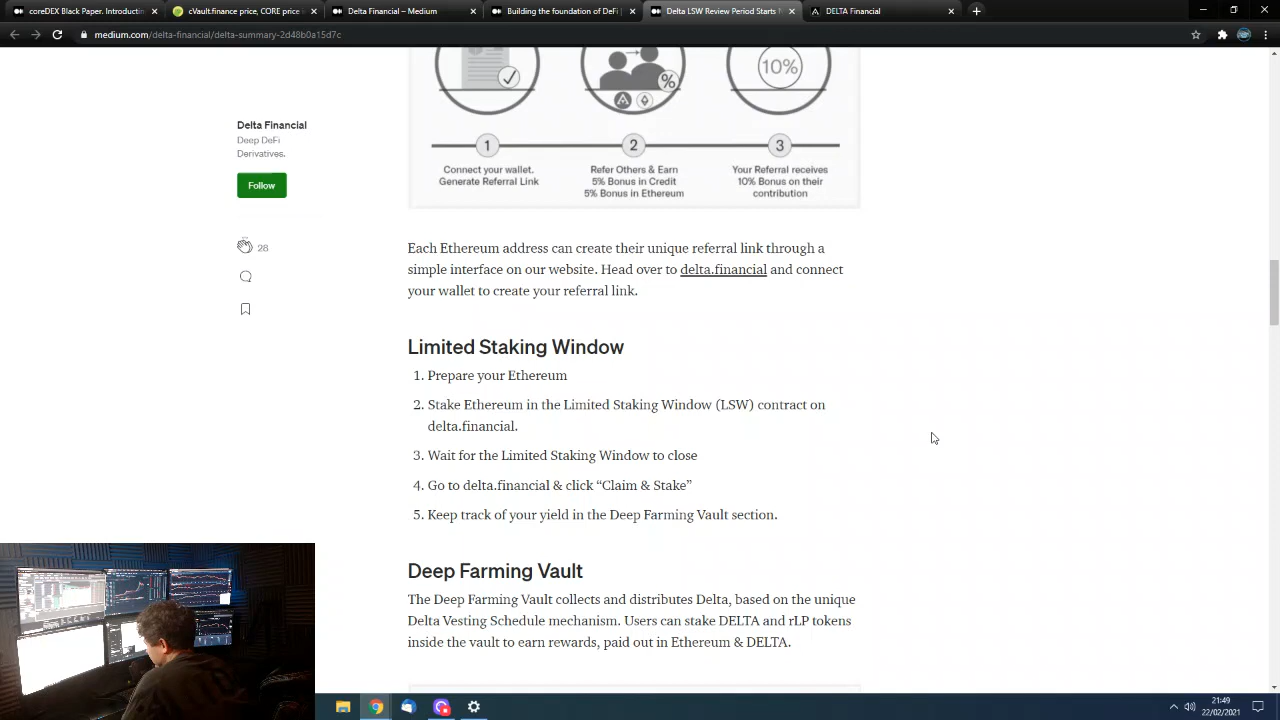 coreDEX Black Paper. Introducti
cVault.finance price, CORE pric
Delta Financial – Medium
Building the foundation of DeFi
Delta LSW Review Period Starts
DELTA Financial
medium.com/delta-financial/delta-summary-2d48b0a15d7c
%
10%
1
2
3
Connect your wallet.
Generate Referral Link
Refer Others & Earn
5% Bonus in Credit
5% Bonus in Ethereum
Your Referral receives
10% Bonus on their
contribution
Delta Financial
Deep DeFi
Derivatives.
Follow
28
Each Ethereum address can create their unique referral link through a
simple interface on our website. Head over to delta.financial and connect
your wallet to create your referral link.
Limited Staking Window
1. Prepare your Ethereum
2. Stake Ethereum in the Limited Staking Window (LSW) contract on
delta.financial.
3. Wait for the Limited Staking Window to close
4. Go to delta.financial & click “Claim & Stake”
5. Keep track of your yield in the Deep Farming Vault section.
Deep Farming Vault
The Deep Farming Vault collects and distributes Delta, based on the unique
Delta Vesting Schedule mechanism. Users can stake DELTA and rLP tokens
inside the vault to earn rewards, paid out in Ethereum & DELTA.
21:49
22/02/2021